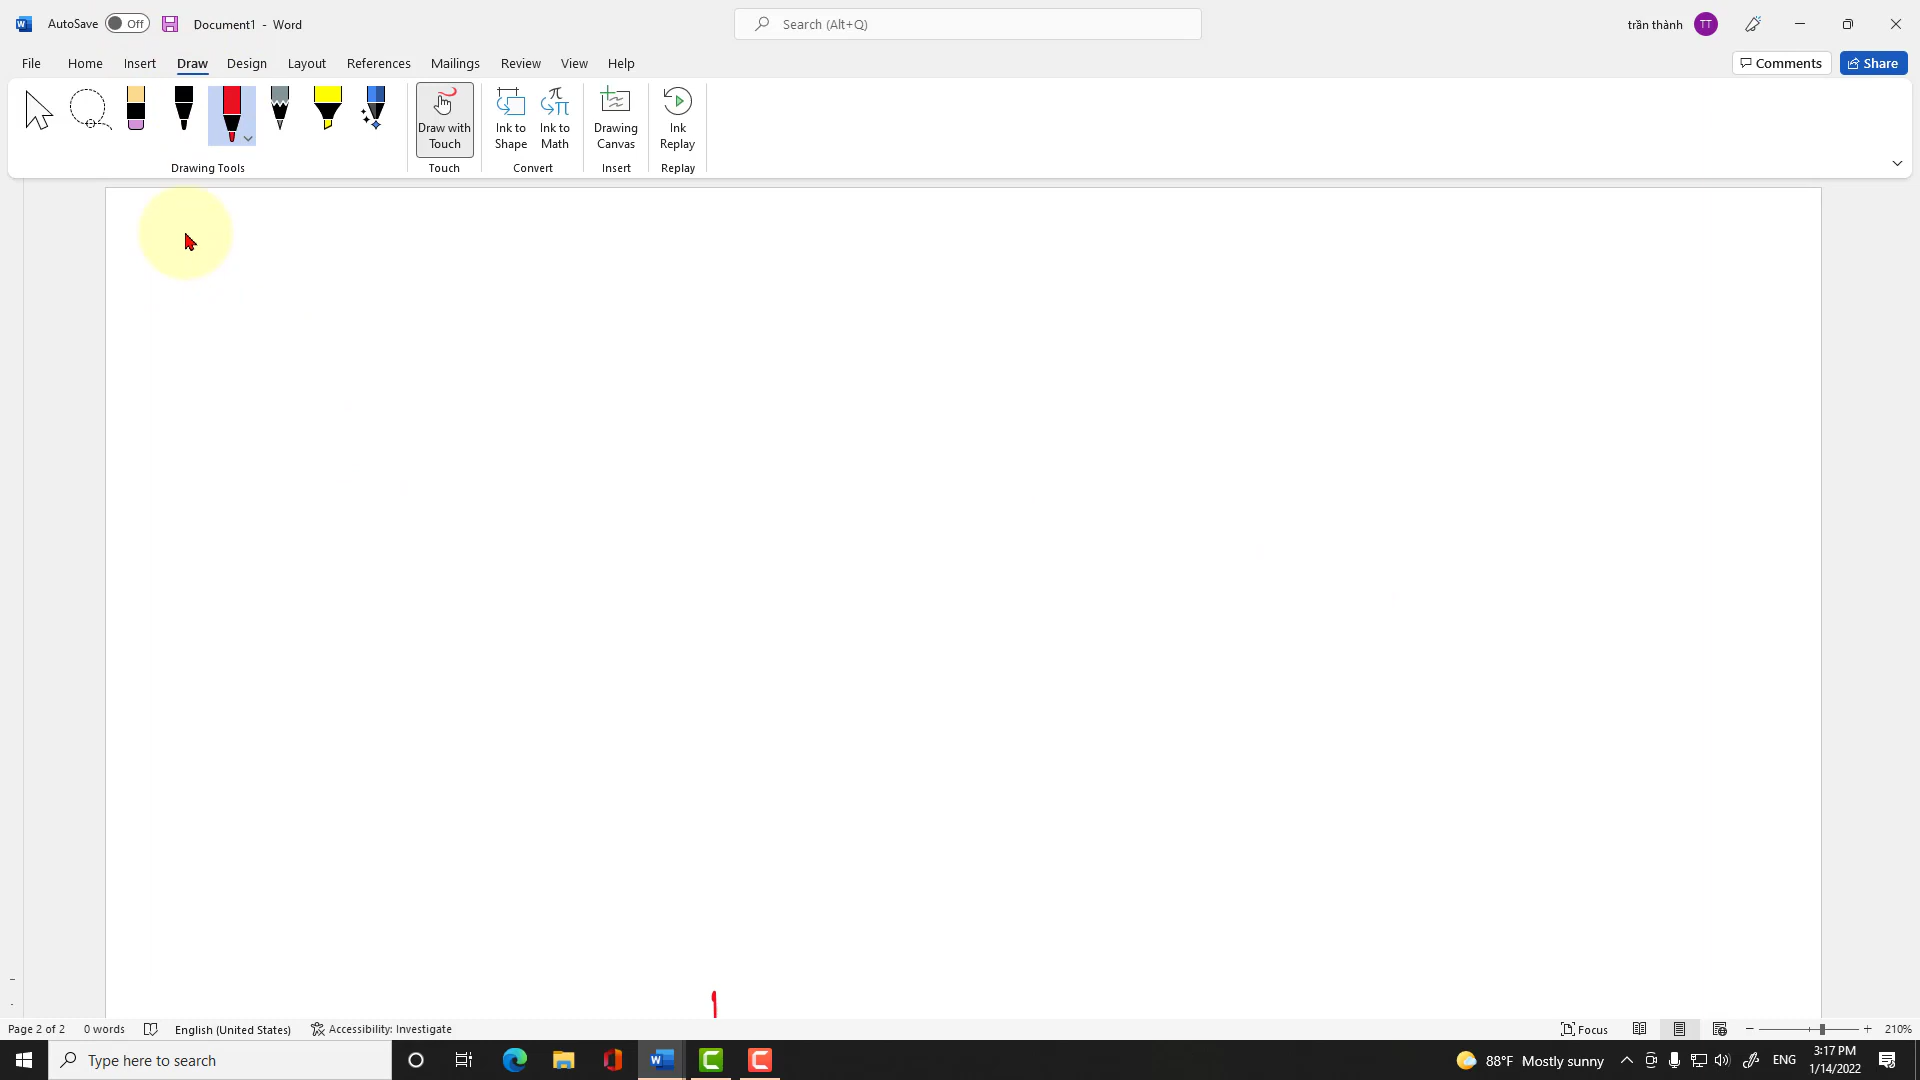 AutoSave Off Document1 - Word Search (Alt+Q) trần thành TT
File Home Insert Draw Design Layout References Mailings Review View Help Comments Share
Draw with Touch
Ink to Shape
Ink to Math
Drawing Canvas
Ink Replay
Drawing Tools Touch Convert Insert Replay
Page 2 of 2 0 words English (United States) Accessibility: Investigate Focus 210%
Type here to search 88°F Mostly sunny ENG 3:17 PM
1/14/2022